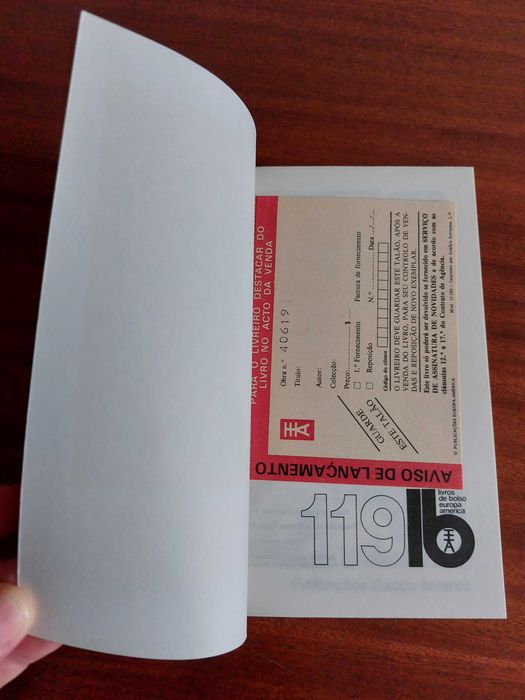 PARA O LIVREIRO DESTACAR DO
LIVRO NO ACTO DA VENDA
Obra n.º 40619
Título:
Autor:
Colecção:
Preço: $
1.º Fornecimento
Factura de fornecimento
Reposição
N.º Data / /
Código do cliente
O LIVREIRO DEVE GUARDAR ESTE TALÃO, APÓS A
VENDA DO LIVRO, PARA SEU CONTROLO DE VEN-
DAS E REPOSIÇÃO DE NOVO EXEMPLAR.
Este livro só poderá ser devolvido se fornecido em SERVIÇO
DE ASSINATURA DE NOVIDADES e de acordo com as
cláusulas 12.ª e 17.ª do Contrato de Agência.
GUARDE
ESTE TALÃO
© PUBLICAÇÕES EUROPA-AMÉRICA
AVISO DE LANÇAMENTO
119
lb
livros
de bolso
europa
america
Publicações Europa-América